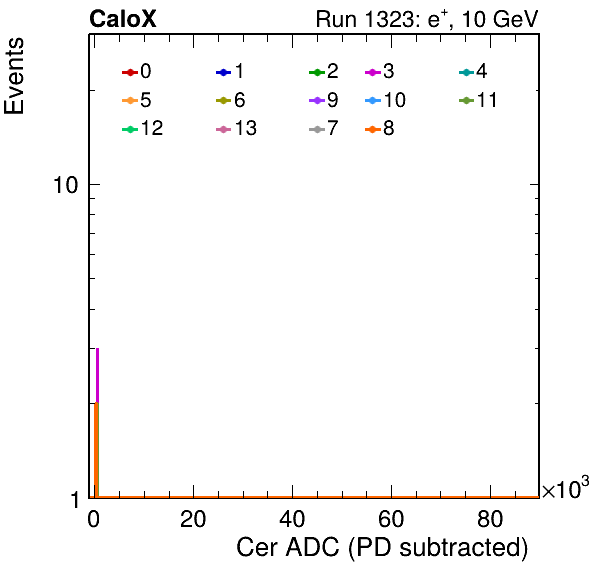 CaloX Run 1323: e⁺, 10 GeV
Events
0 1 2 3 4
5 6 9 10 11
12 13 7 8
10
1
0 20 40 60 80 ×10³
Cer ADC (PD subtracted)